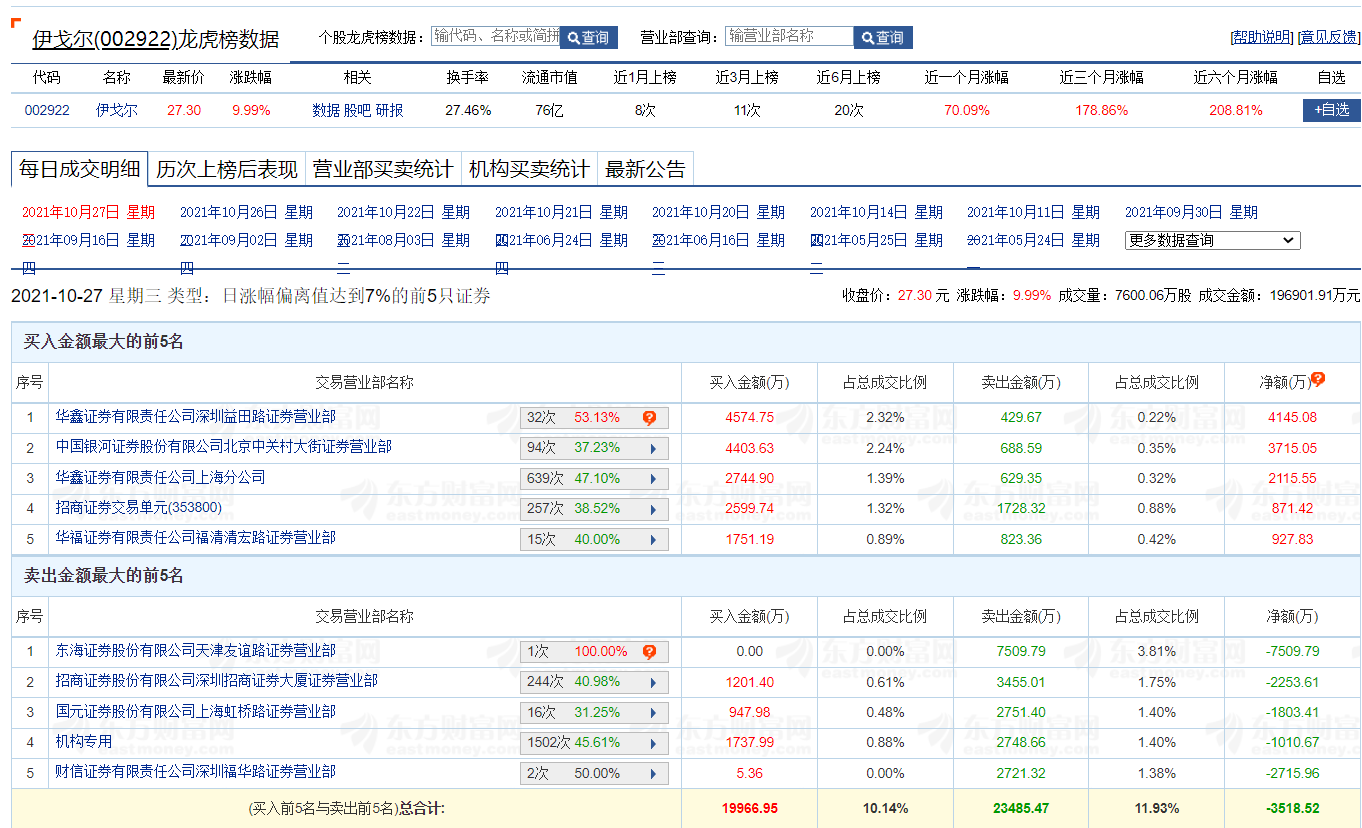 伊戈尔(002922)龙虎榜数据 个股龙虎榜数据： 输代码、名称或简拼 查询 营业部查询： 输营业部名称 查询 [帮助说明] [意见反馈]
代码 名称 最新价 涨跌幅 相关 换手率 流通市值 近1月上榜 近3月上榜 近6月上榜 近一个月涨幅 近三个月涨幅 近六个月涨幅 自选
002922 伊戈尔 27.30 9.99% 数据 股吧 研报 27.46% 76亿 8次 11次 20次 70.09% 178.86% 208.81% +自选
每日成交明细 历次上榜后表现 营业部买卖统计 机构买卖统计 最新公告
2021年10月27日 星期 2021年10月26日 星期 2021年10月22日 星期 2021年10月21日 星期 2021年10月20日 星期 2021年10月14日 星期 2021年10月11日 星期 2021年09月30日 星期
三 二 五 四 三 四 一
2021年09月16日 星期 2021年09月02日 星期 2021年08月03日 星期 2021年06月24日 星期 2021年06月16日 星期 2021年05月25日 星期 2021年05月24日 星期 更多数据查询
四 四 二 四 三 二 一
2021-10-27 星期三 类型：日涨幅偏离值达到7%的前5只证券 收盘价：27.30 元 涨跌幅：9.99% 成交量：7600.06万股 成交金额：196901.91万元
买入金额最大的前5名
序号 交易营业部名称 买入金额(万) 占总成交比例 卖出金额(万) 占总成交比例 净额(万)
1 华鑫证券有限责任公司深圳益田路证券营业部 32次 53.13% 4574.75 2.32% 429.67 0.22% 4145.08
2 中国银河证券股份有限公司北京中关村大街证券营业部 94次 37.23% 4403.63 2.24% 688.59 0.35% 3715.05
3 华鑫证券有限责任公司上海分公司 639次 47.10% 2744.90 1.39% 629.35 0.32% 2115.55
4 招商证券交易单元(353800) 257次 38.52% 2599.74 1.32% 1728.32 0.88% 871.42
5 华福证券有限责任公司福清清宏路证券营业部 15次 40.00% 1751.19 0.89% 823.36 0.42% 927.83
卖出金额最大的前5名
序号 交易营业部名称 买入金额(万) 占总成交比例 卖出金额(万) 占总成交比例 净额(万)
1 东海证券股份有限公司天津友谊路证券营业部 1次 100.00% 0.00 0.00% 7509.79 3.81% -7509.79
2 招商证券股份有限公司深圳招商证券大厦证券营业部 244次 40.98% 1201.40 0.61% 3455.01 1.75% -2253.61
3 国元证券股份有限公司上海虹桥路证券营业部 16次 31.25% 947.98 0.48% 2751.40 1.40% -1803.41
4 机构专用 1502次 45.61% 1737.99 0.88% 2748.66 1.40% -1010.67
5 财信证券有限责任公司深圳福华路证券营业部 2次 50.00% 5.36 0.00% 2721.32 1.38% -2715.96
(买入前5名与卖出前5名)总合计: 19966.95 10.14% 23485.47 11.93% -3518.52